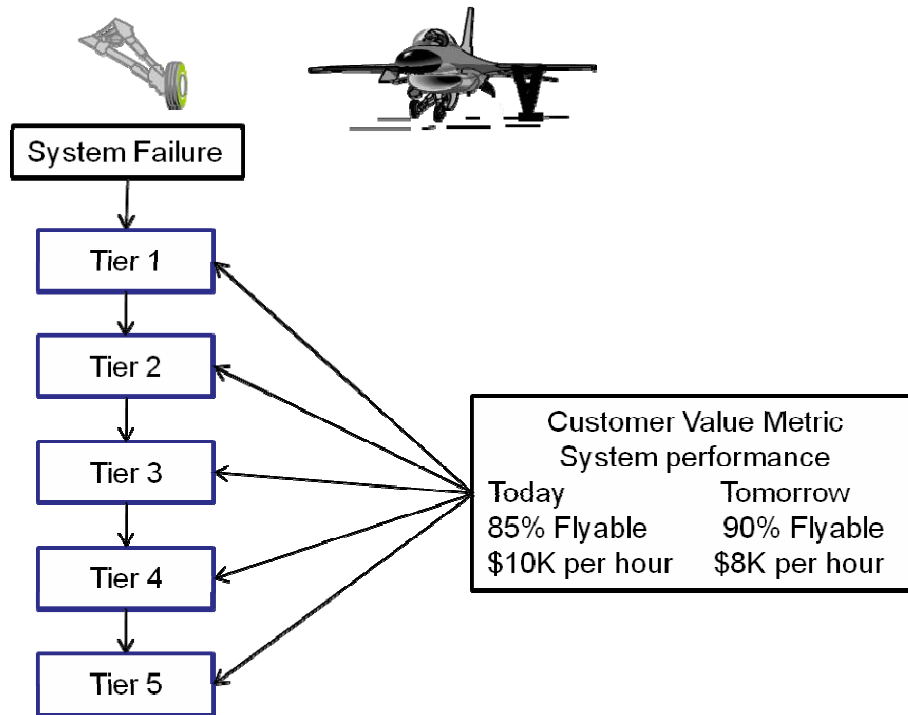 System Failure
Tier 1
Tier 2
Tier 3
Tier 4
Tier 5
Customer Value Metric
System performance
Today Tomorrow
85% Flyable 90% Flyable
$10K per hour $8K per hour